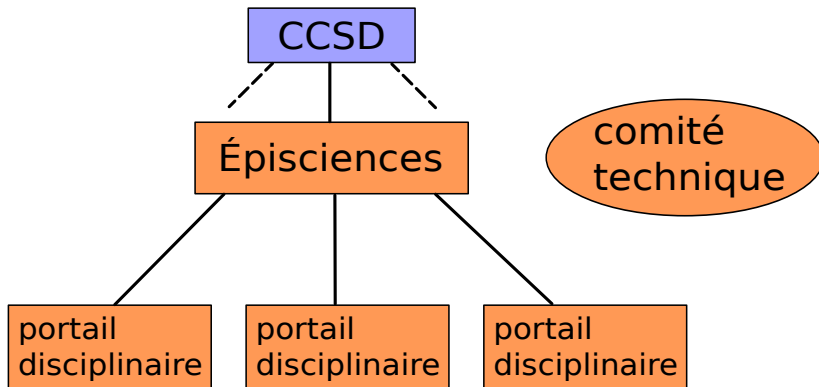 CCSD
Épisciences
comité
technique
portail
disciplinaire
portail
disciplinaire
portail
disciplinaire